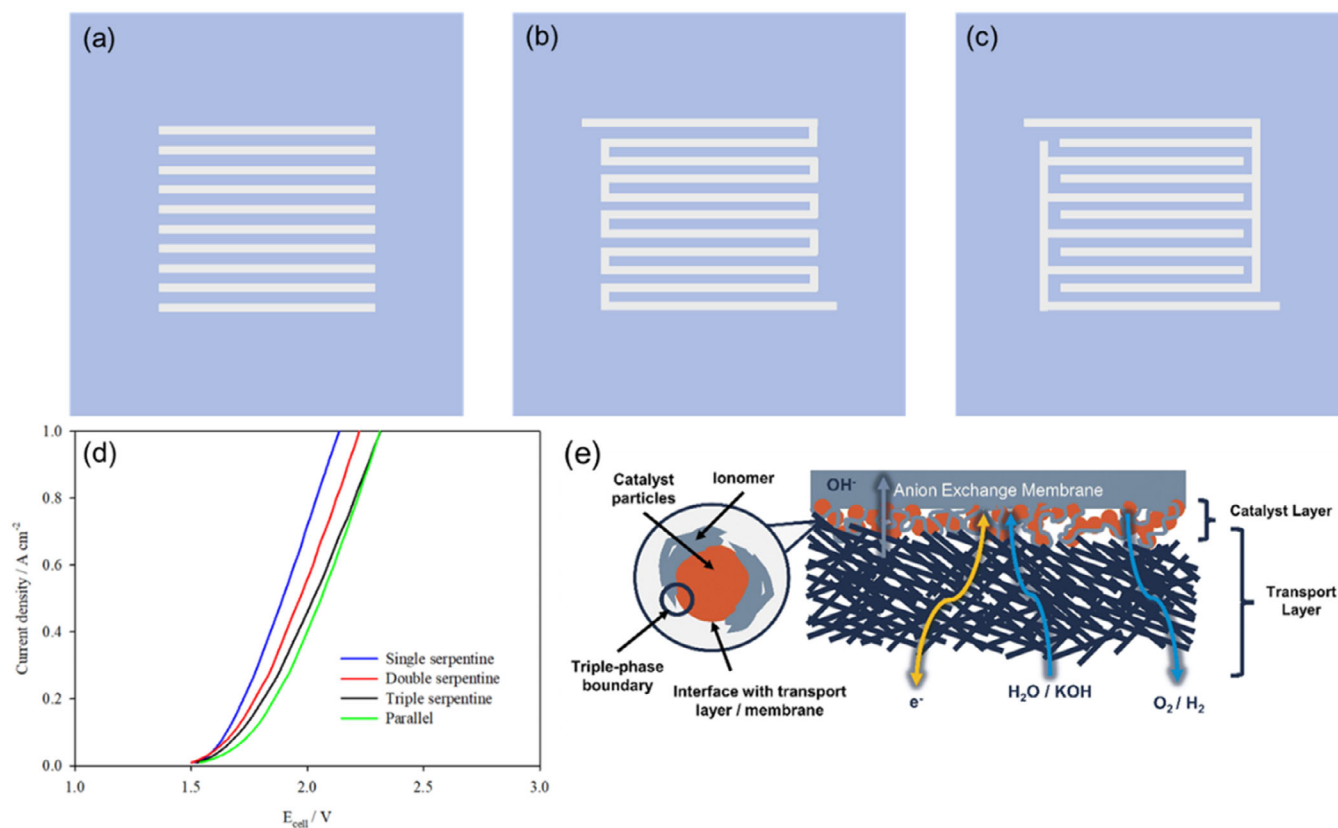 (a)
(b)
(c)
(d)
1.0
0.8
0.6
0.4
0.2
0.0
Current density / A cm⁻²
Single serpentine
Double serpentine
Triple serpentine
Parallel
1.0
1.5
2.0
2.5
3.0
E_cell / V
(e)
Catalyst
particles
Ionomer
Triple-phase
boundary
Interface with transport
layer / membrane
OH⁻
Anion Exchange Membrane
Catalyst Layer
Transport
Layer
e⁻
H₂O / KOH
O₂ / H₂